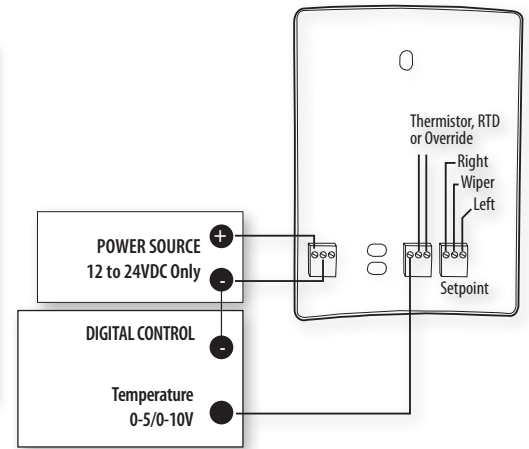 Thermistor, RTD
or Override
Right
Wiper
Left
Setpoint
POWER SOURCE
12 to 24VDC Only
+
-
DIGITAL CONTROL
-
Temperature
0-5/0-10V